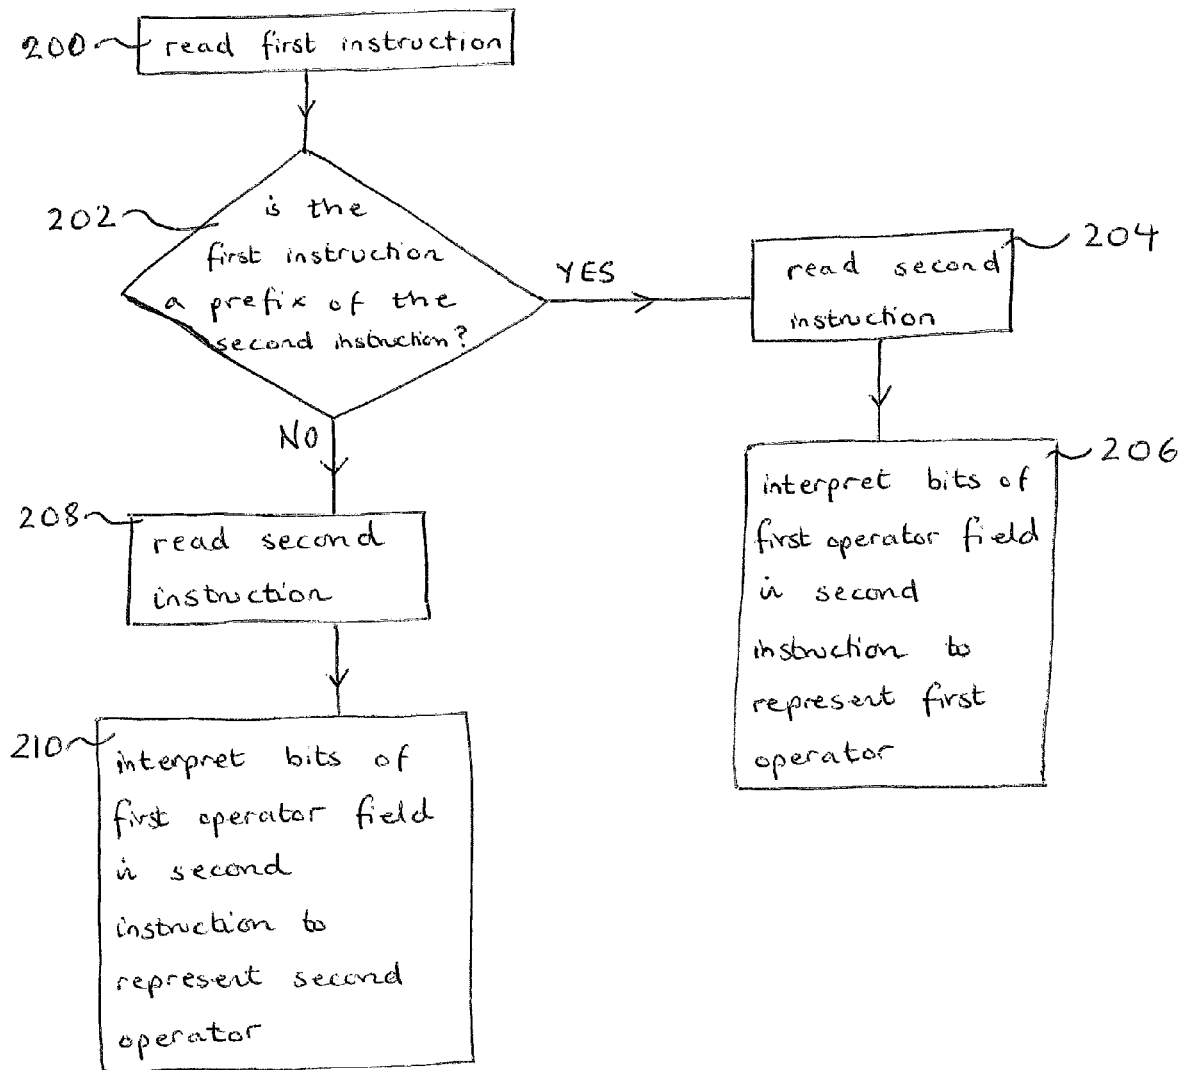 200
read first instruction
202
is the
first instruction
a prefix of the
second instruction?
YES
204
read second
instruction
206
interpret bits of
first operator field
in second
instruction to
represent first
operator
NO
208
read second
instruction
210
interpret bits of
first operator field
in second
instruction to
represent second
operator